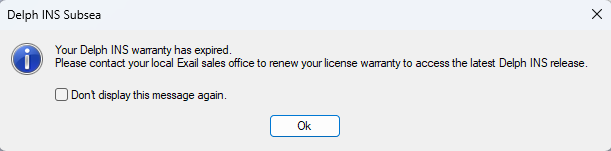 Delph INS Subsea
Your Delph INS warranty has expired.
Please contact your local Exail sales office to renew your license warranty to access the latest Delph INS release.
Don't display this message again.
Ok